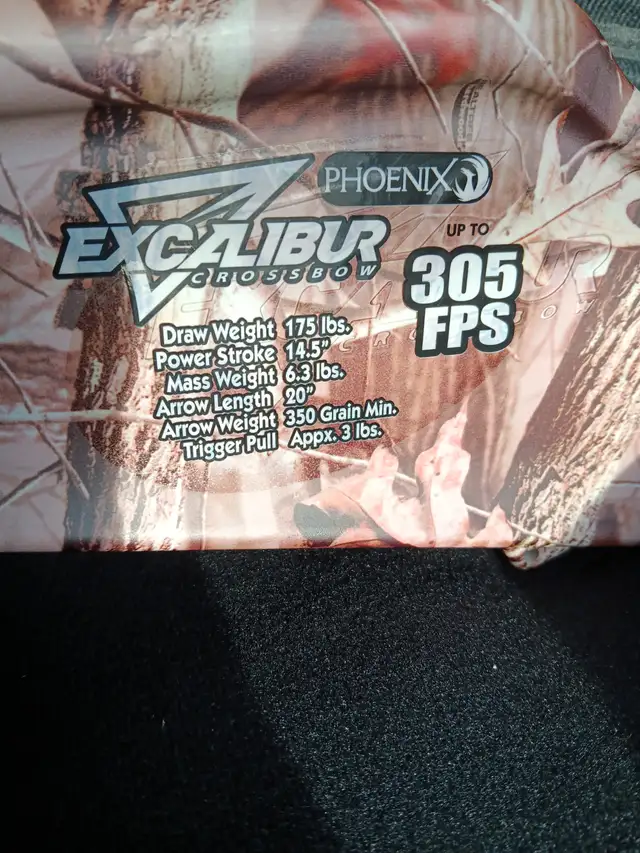 PHOENIX
EXCALIBUR
CROSSBOW
UP TO
305
FPS
Draw Weight 175 lbs.
Power Stroke 14.5"
Mass Weight 6.3 lbs.
Arrow Length 20"
Arrow Weight 350 Grain Min.
Trigger Pull Appx. 3 lbs.